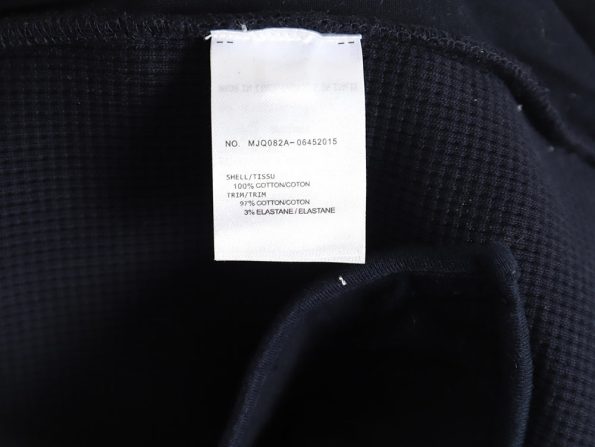 NO. MJQ082A-06452015
SHELL/TISSU
100% COTTON/COTON
TRIM/TRIM
97% COTTON/COTON
3% ELASTANE/ELASTANE